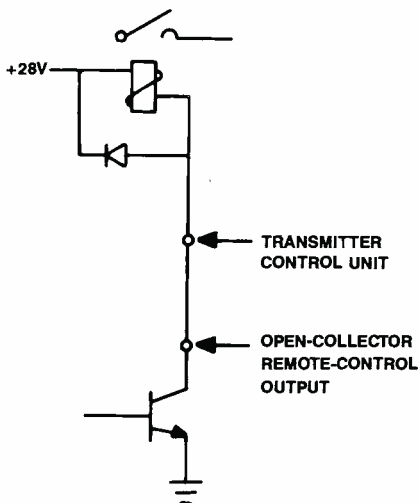 +28V
TRANSMITTER
CONTROL UNIT
OPEN-COLLECTOR
REMOTE-CONTROL
OUTPUT